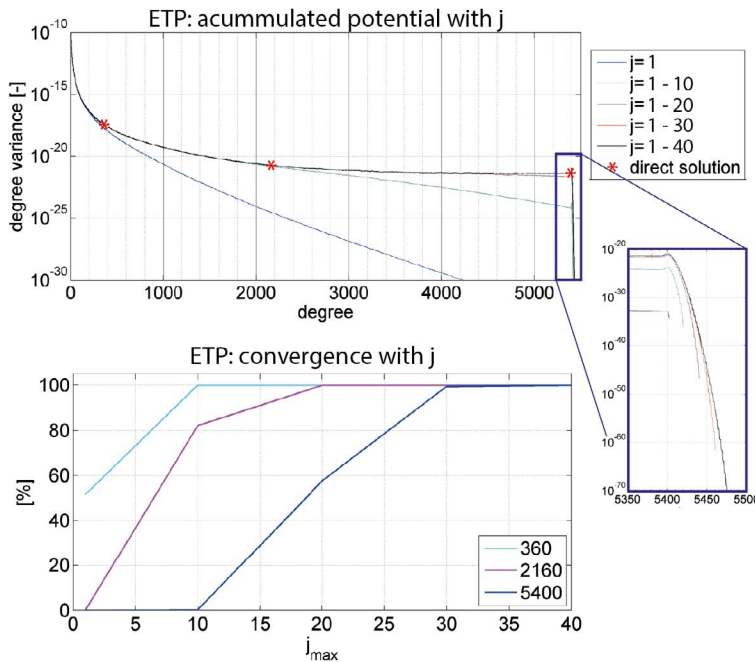 ETP: acummulated potential with j
degree variance [-]
10-10
10-15
10-20
10-25
10-30
0 1000 2000 3000 4000 5000
degree
j= 1
j= 1 - 10
j= 1 - 20
j= 1 - 30
j= 1 - 40
direct solution
10-20
10-30
10-40
10-50
10-60
10-70
5350 5400 5450 5500
ETP: convergence with j
[%]
100
80
60
40
20
0
0 5 10 15 20 25 30 35 40
jmax
360
2160
5400